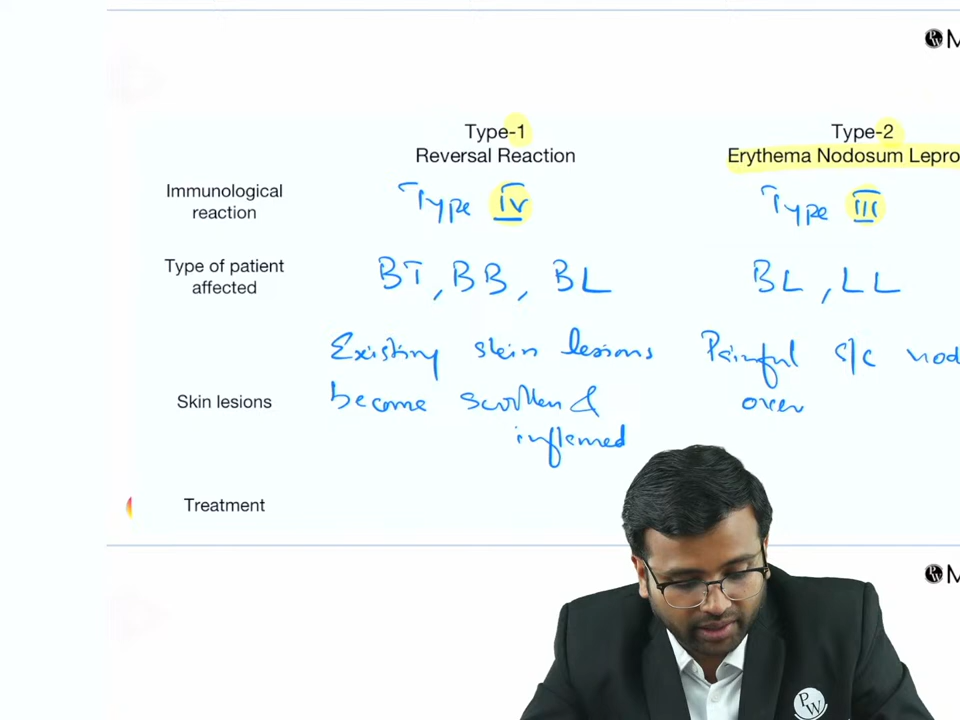 M
Type-1
Reversal Reaction
Type-2
Erythema Nodosum Lepro
Immunological
reaction
Type IV
Type III
Type of patient
affected
BT, BB, BL
BL, LL
Skin lesions
Existing skin lesions
become swollen &
inflamed
Painful s/c nod
over
Treatment
M
PW